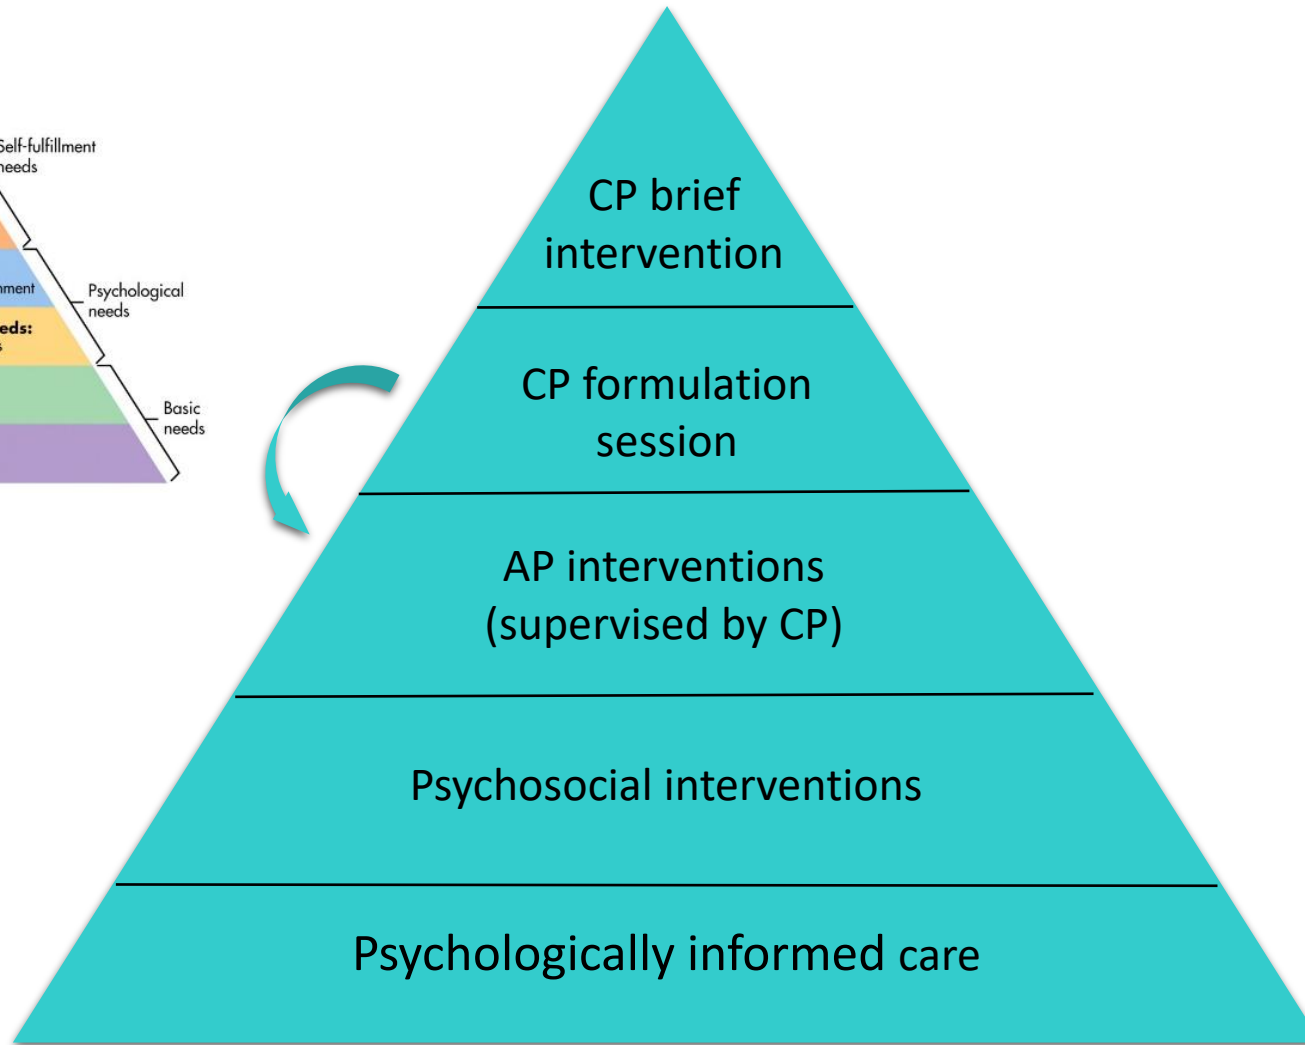 Self-fulfillment
needs
Psychological
needs
Basic
needs
CP brief
intervention
CP formulation
session
AP interventions
(supervised by CP)
Psychosocial interventions
Psychologically informed care